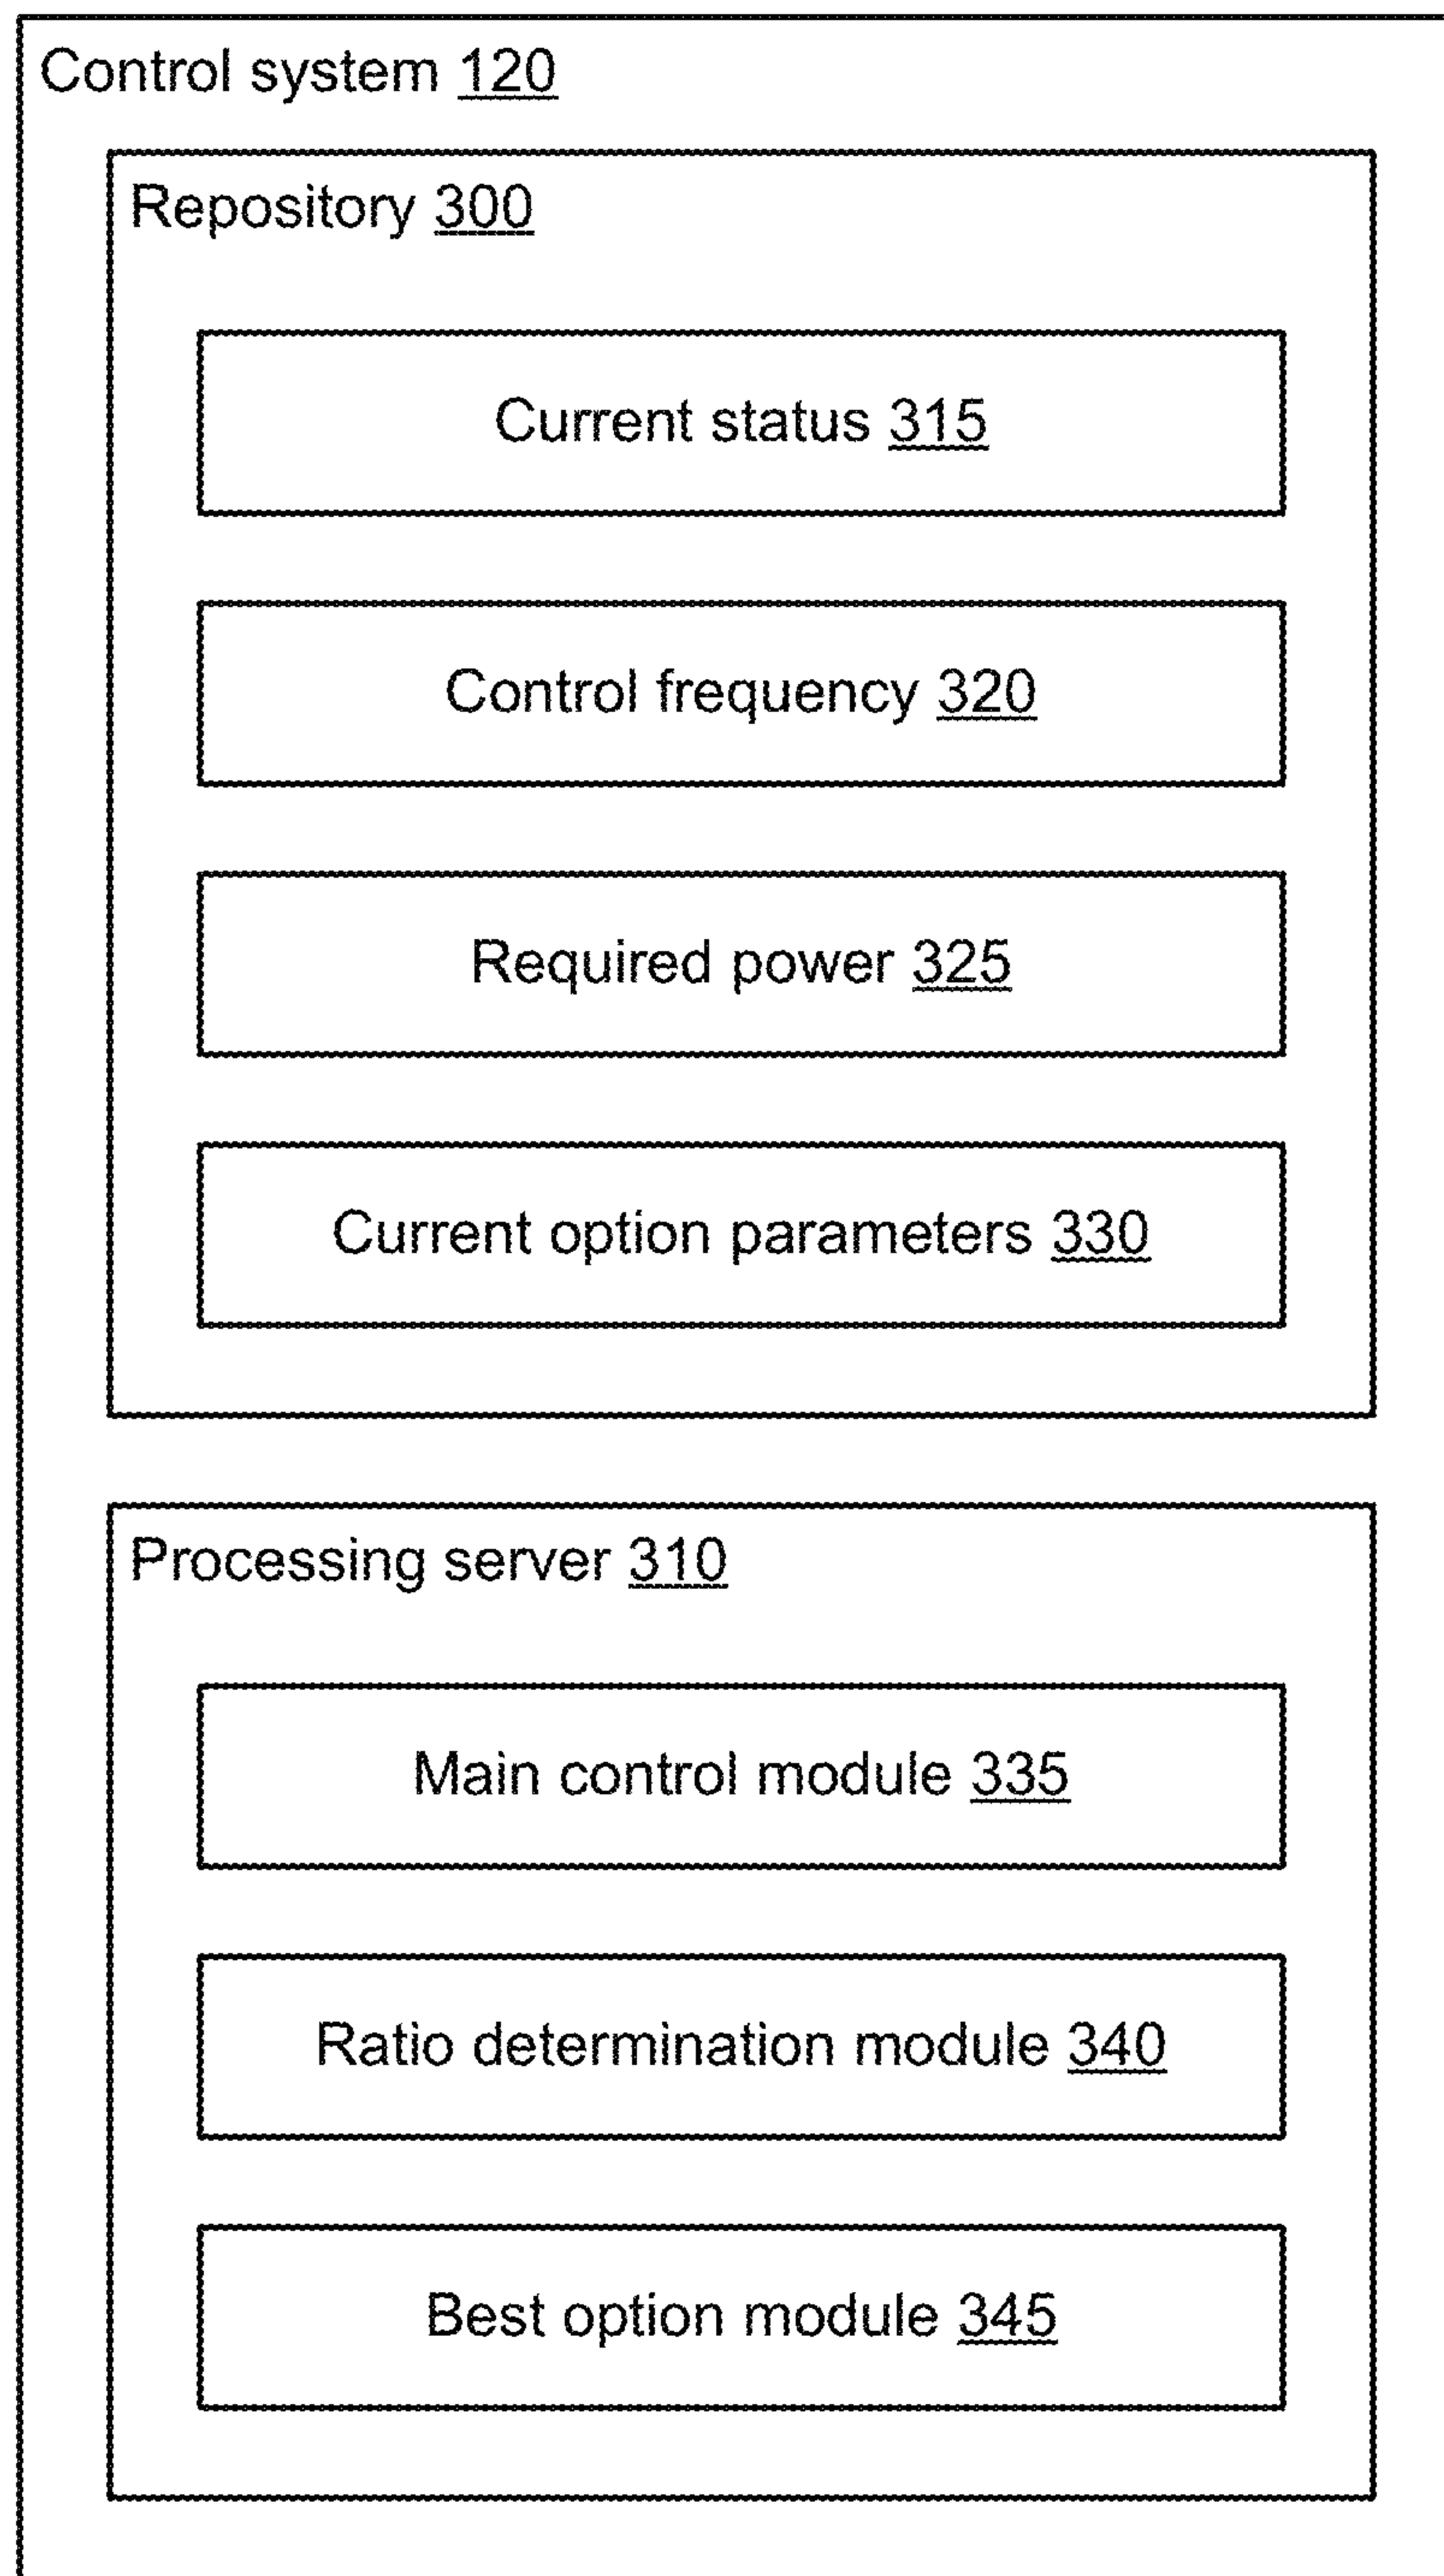 Control system 120
Repository 300
Current status 315
Control frequency 320
Required power 325
Current option parameters 330
Processing server 310
Main control module 335
Ratio determination module 340
Best option module 345